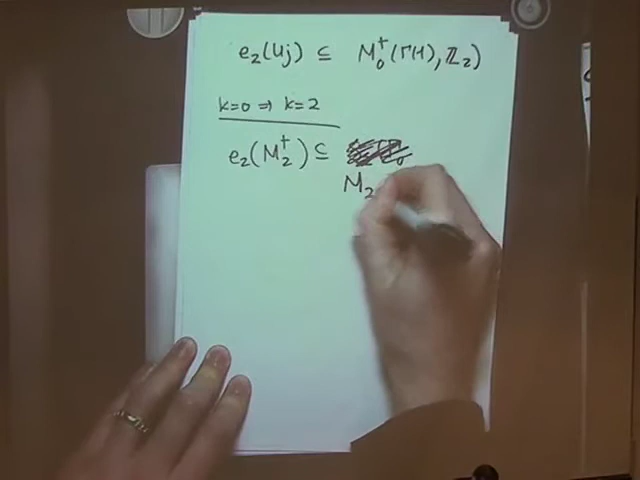 e₂(Uj) ⊆ M₀†(Γ(1), ℤ₂)
k=0 ⇒ k=2
e₂(M₂†) ⊆
M₂